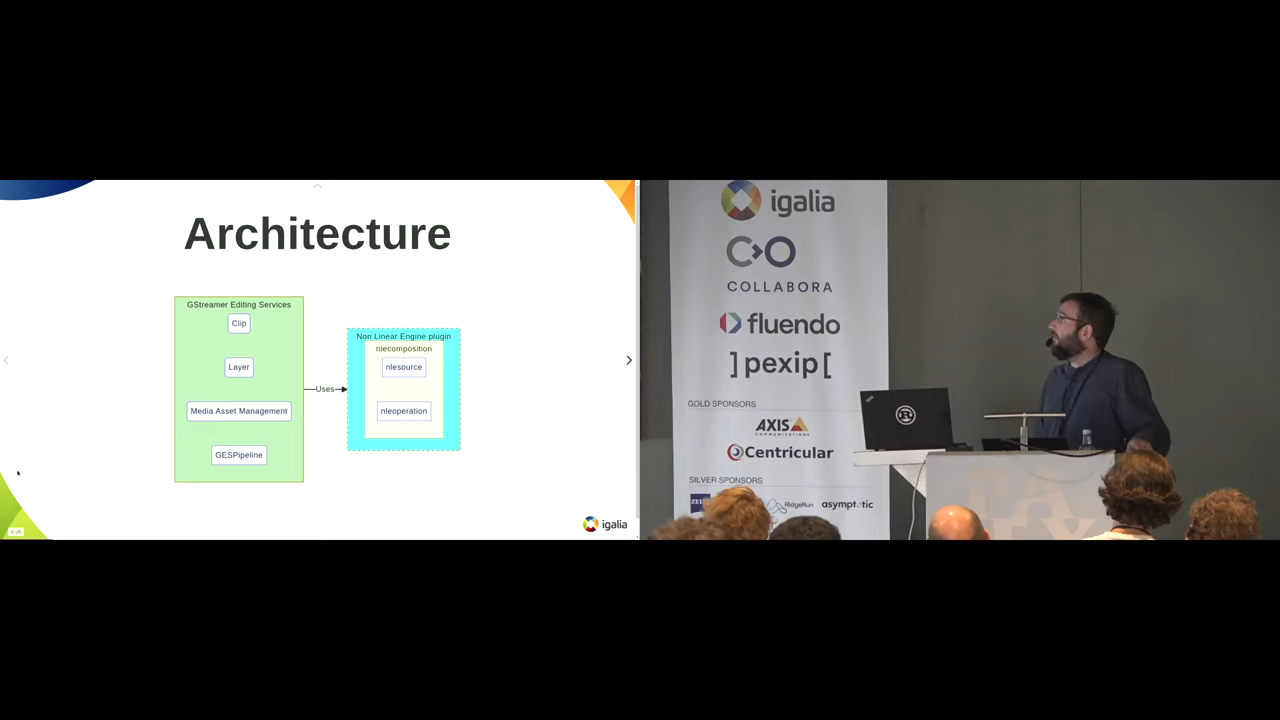 Architecture
GStreamer Editing Services
Clip
Layer
Media Asset Management
GESPipeline
Uses
Non Linear Engine plugin
nlecomposition
nlesource
nleoperation
igalia
igalia
COLLABORA
fluendo
]pexip[
GOLD SPONSORS
AXIS
COMMUNICATIONS
Centricular
SILVER SPONSORS
RidgeRun
asymptotic